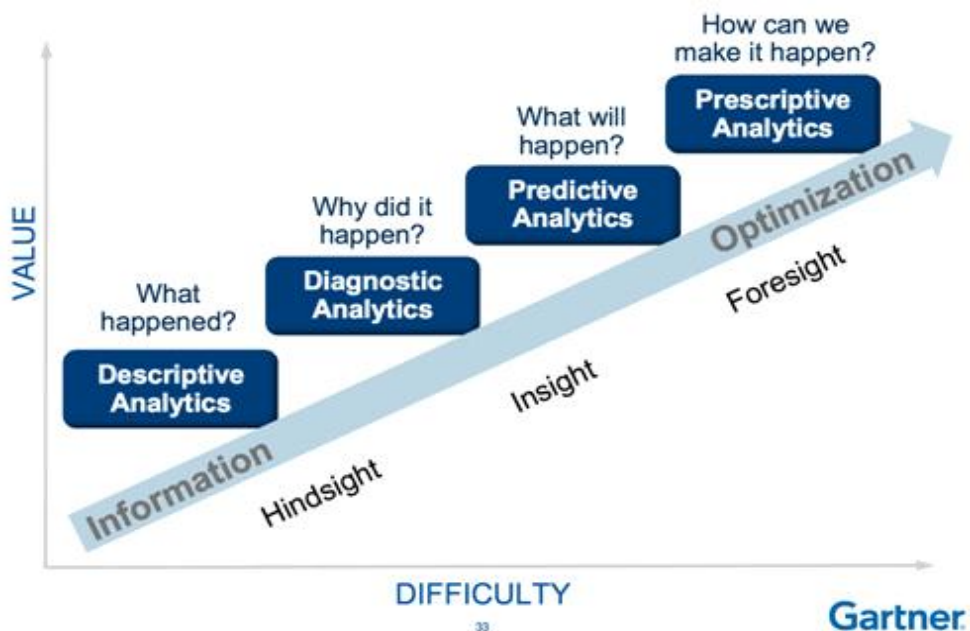 How can we
make it happen?
Prescriptive
Analytics
What will
happen?
Predictive
Analytics
Why did it
happen?
Diagnostic
Analytics
What
happened?
Descriptive
Analytics
Information
Optimization
Hindsight
Insight
Foresight
VALUE
DIFFICULTY
33
Gartner